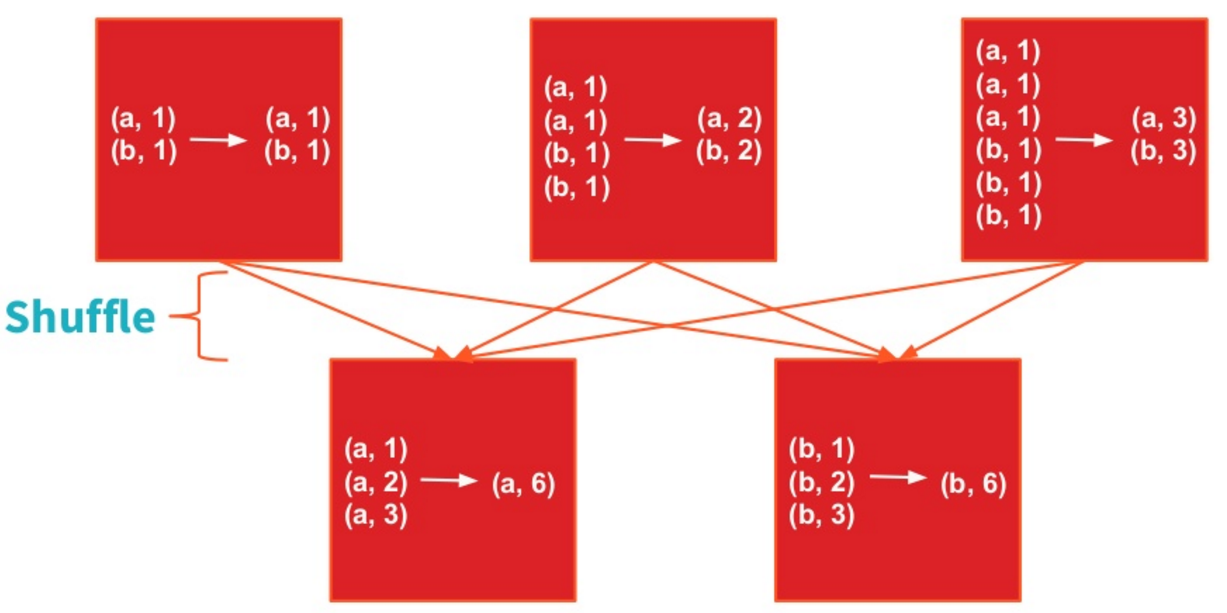 (a, 1)
(b, 1)
(a, 1)
(b, 1)
(a, 1)
(a, 1)
(b, 1)
(b, 1)
(a, 2)
(b, 2)
(a, 1)
(a, 1)
(a, 1)
(b, 1)
(b, 1)
(b, 1)
(a, 3)
(b, 3)
Shuffle
(a, 1)
(a, 2)
(a, 3)
(a, 6)
(b, 1)
(b, 2)
(b, 3)
(b, 6)